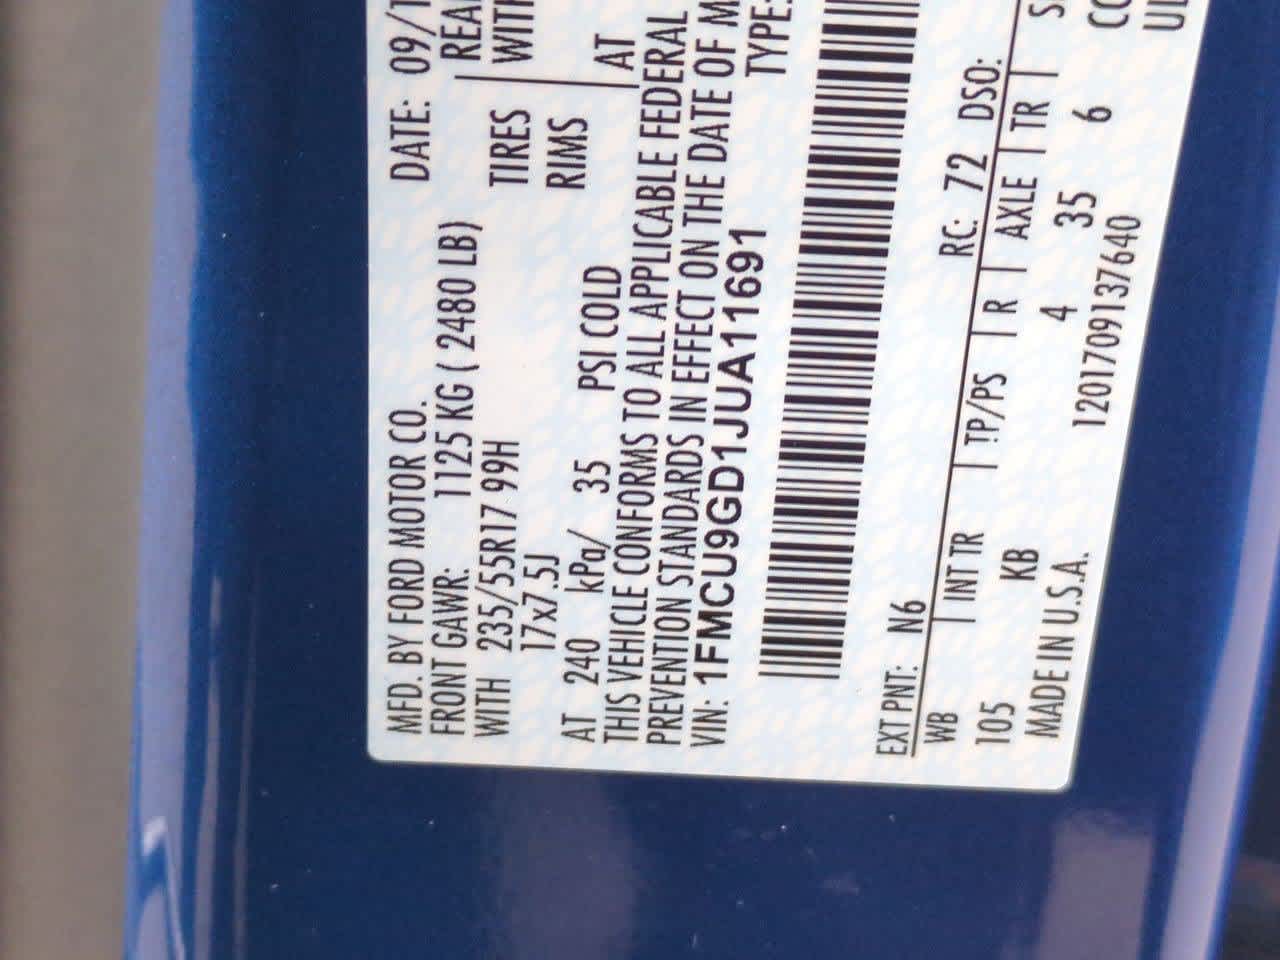 MFD. BY FORD MOTOR CO. DATE: 09/1
FRONT GAWR: 1125 KG ( 2480 LB) REA
WITH 235/55R17 99H TIRES WITH
17x7.5J RIMS
AT 240 kPa/ 35 PSI COLD AT
THIS VEHICLE CONFORMS TO ALL APPLICABLE FEDERAL
PREVENTION STANDARDS IN EFFECT ON THE DATE OF M
VIN: 1FMCU9GD1JUA11691 TYPE:
EXT PNT: N6 RC: 72 DSO:
WB | INT TR | TP/PS | R | AXLE | TR | S
105 KB 4 35 6 CO
MADE IN U.S.A. 1201709137640 UL